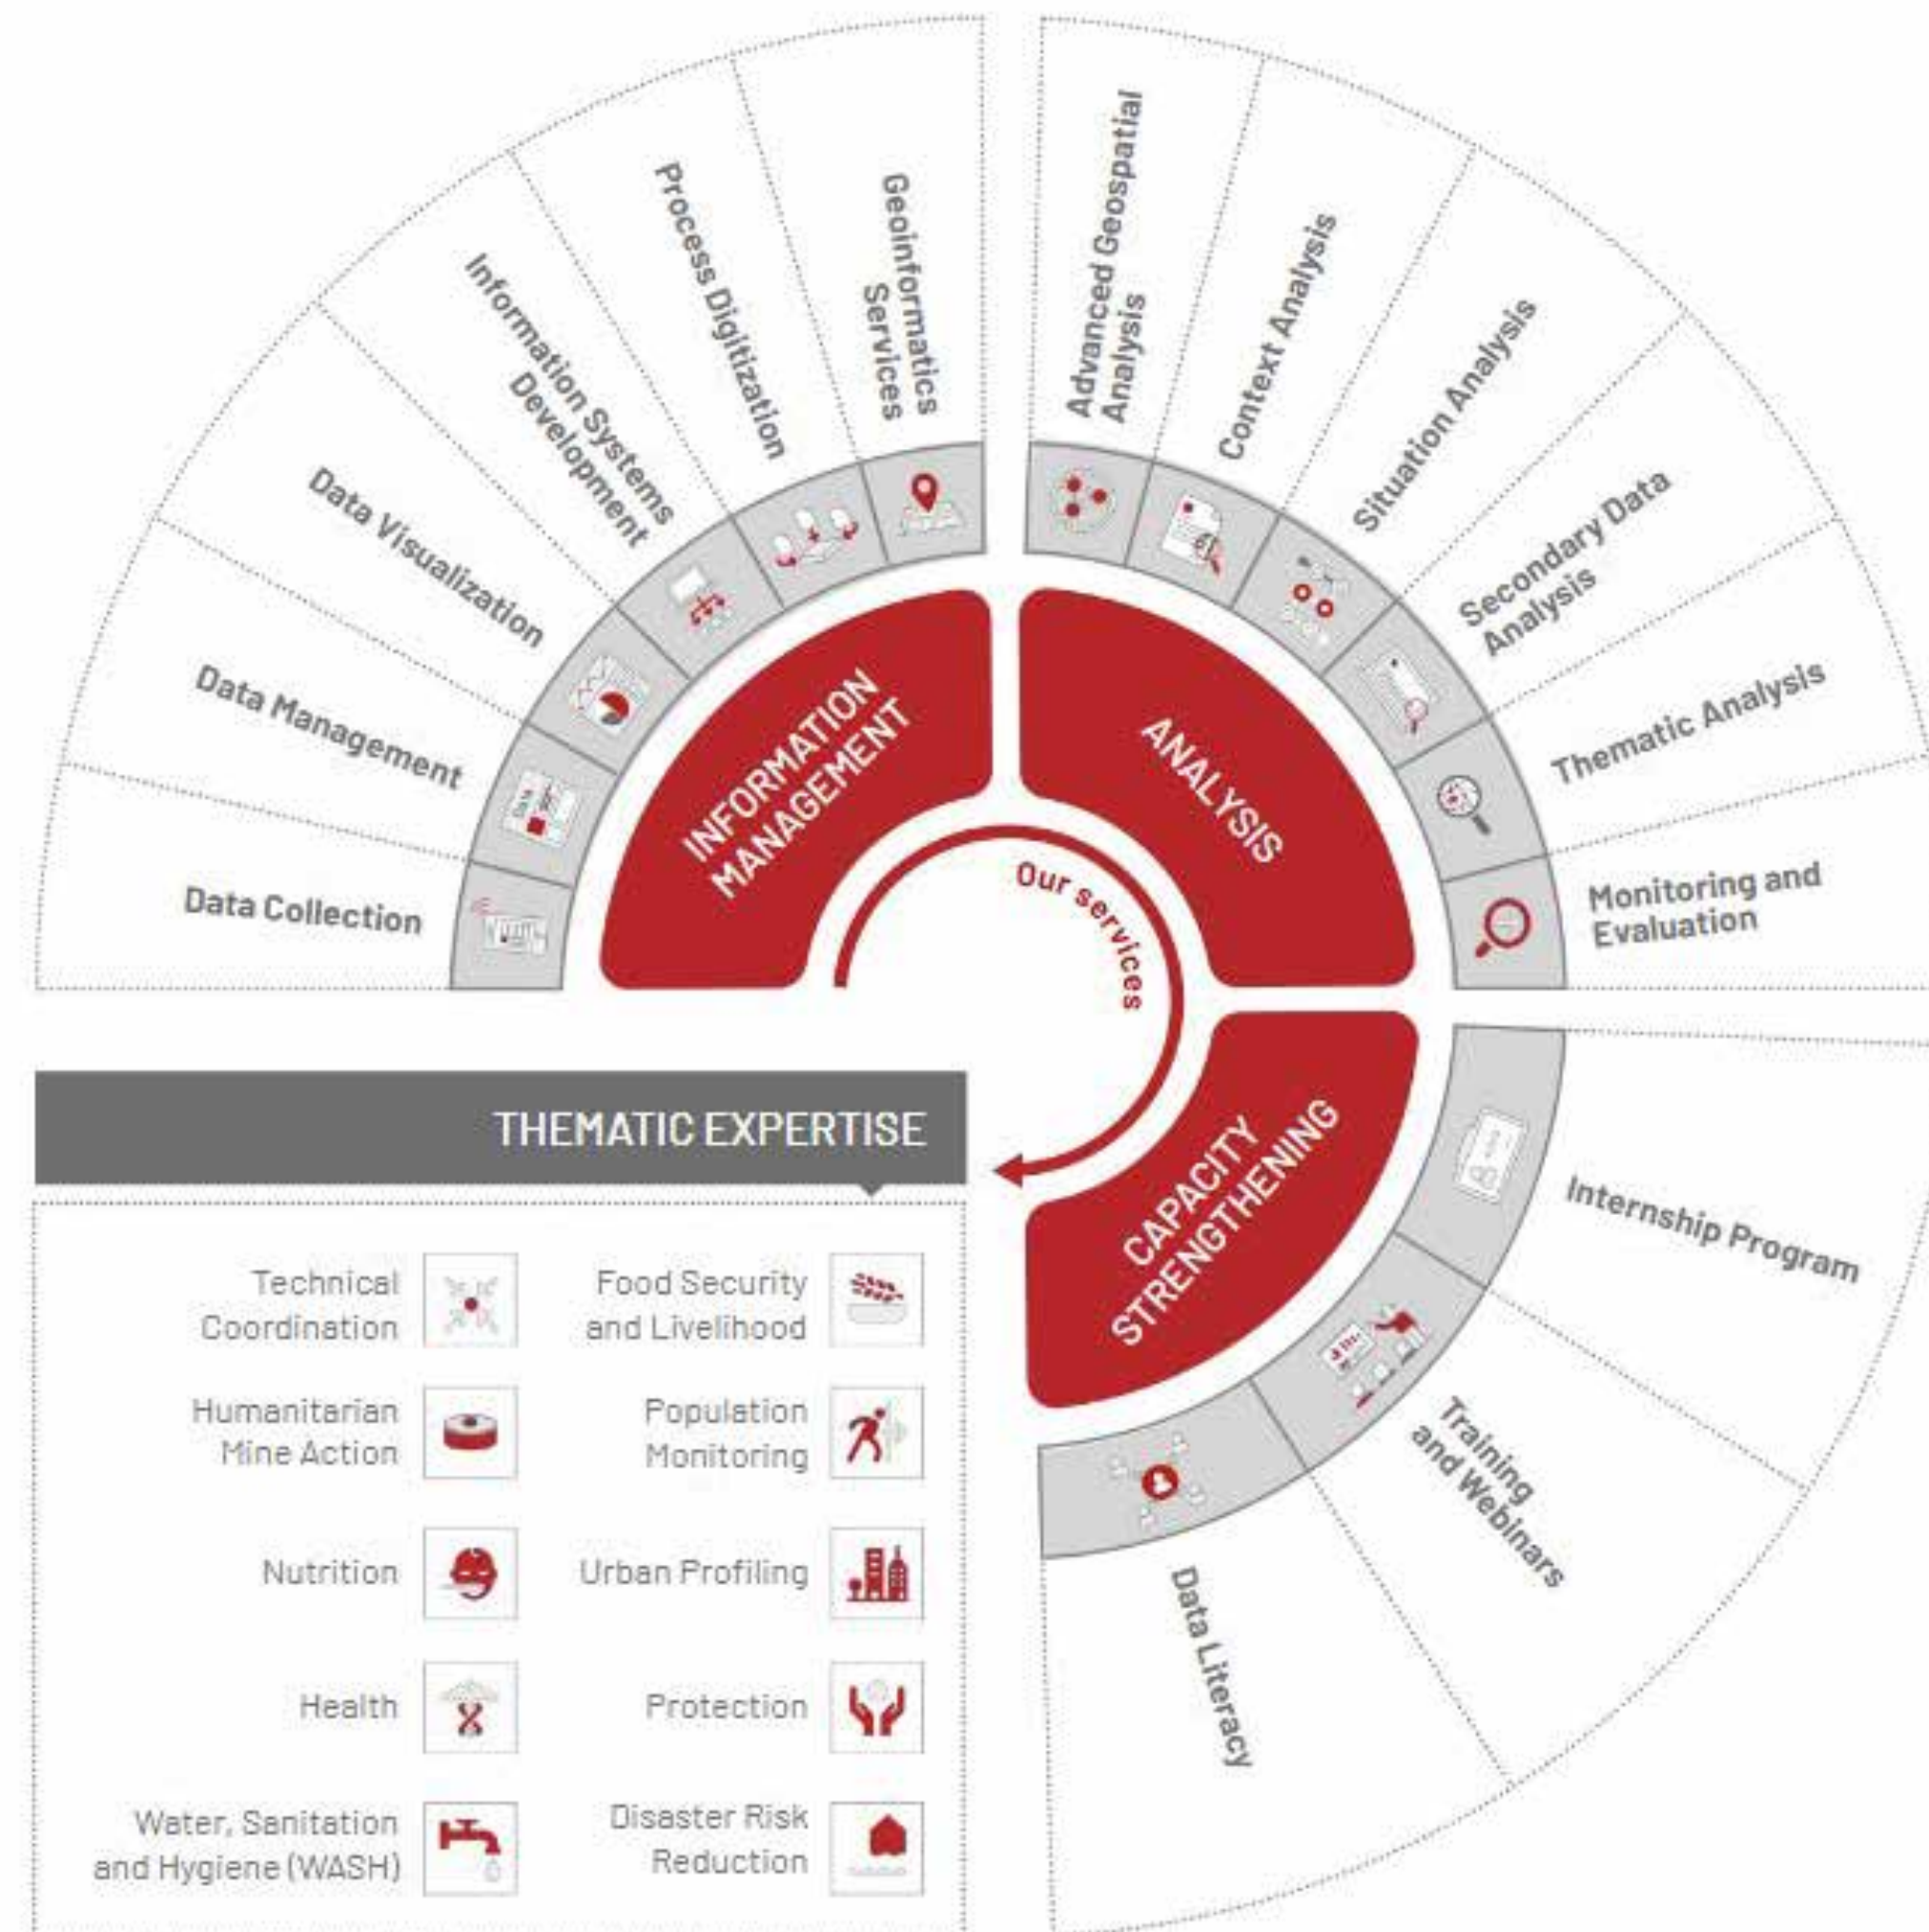 Geoinformatics
Services
Process Digitization
Information Systems
Development
Data Visualization
Data Management
Data Collection
INFORMATION
MANAGEMENT
Advanced Geospatial
Analysis
Context Analysis
Situation Analysis
Secondary Data
Analysis
Thematic Analysis
Monitoring and
Evaluation
ANALYSIS
Our services
CAPACITY
STRENGTHENING
Internship Program
Training
and Webinars
Data Literacy
THEMATIC EXPERTISE
Technical
Coordination
Food Security
and Livelihood
Humanitarian
Mine Action
Population
Monitoring
Nutrition
Urban Profiling
Health
Protection
Water, Sanitation
and Hygiene (WASH)
Disaster Risk
Reduction